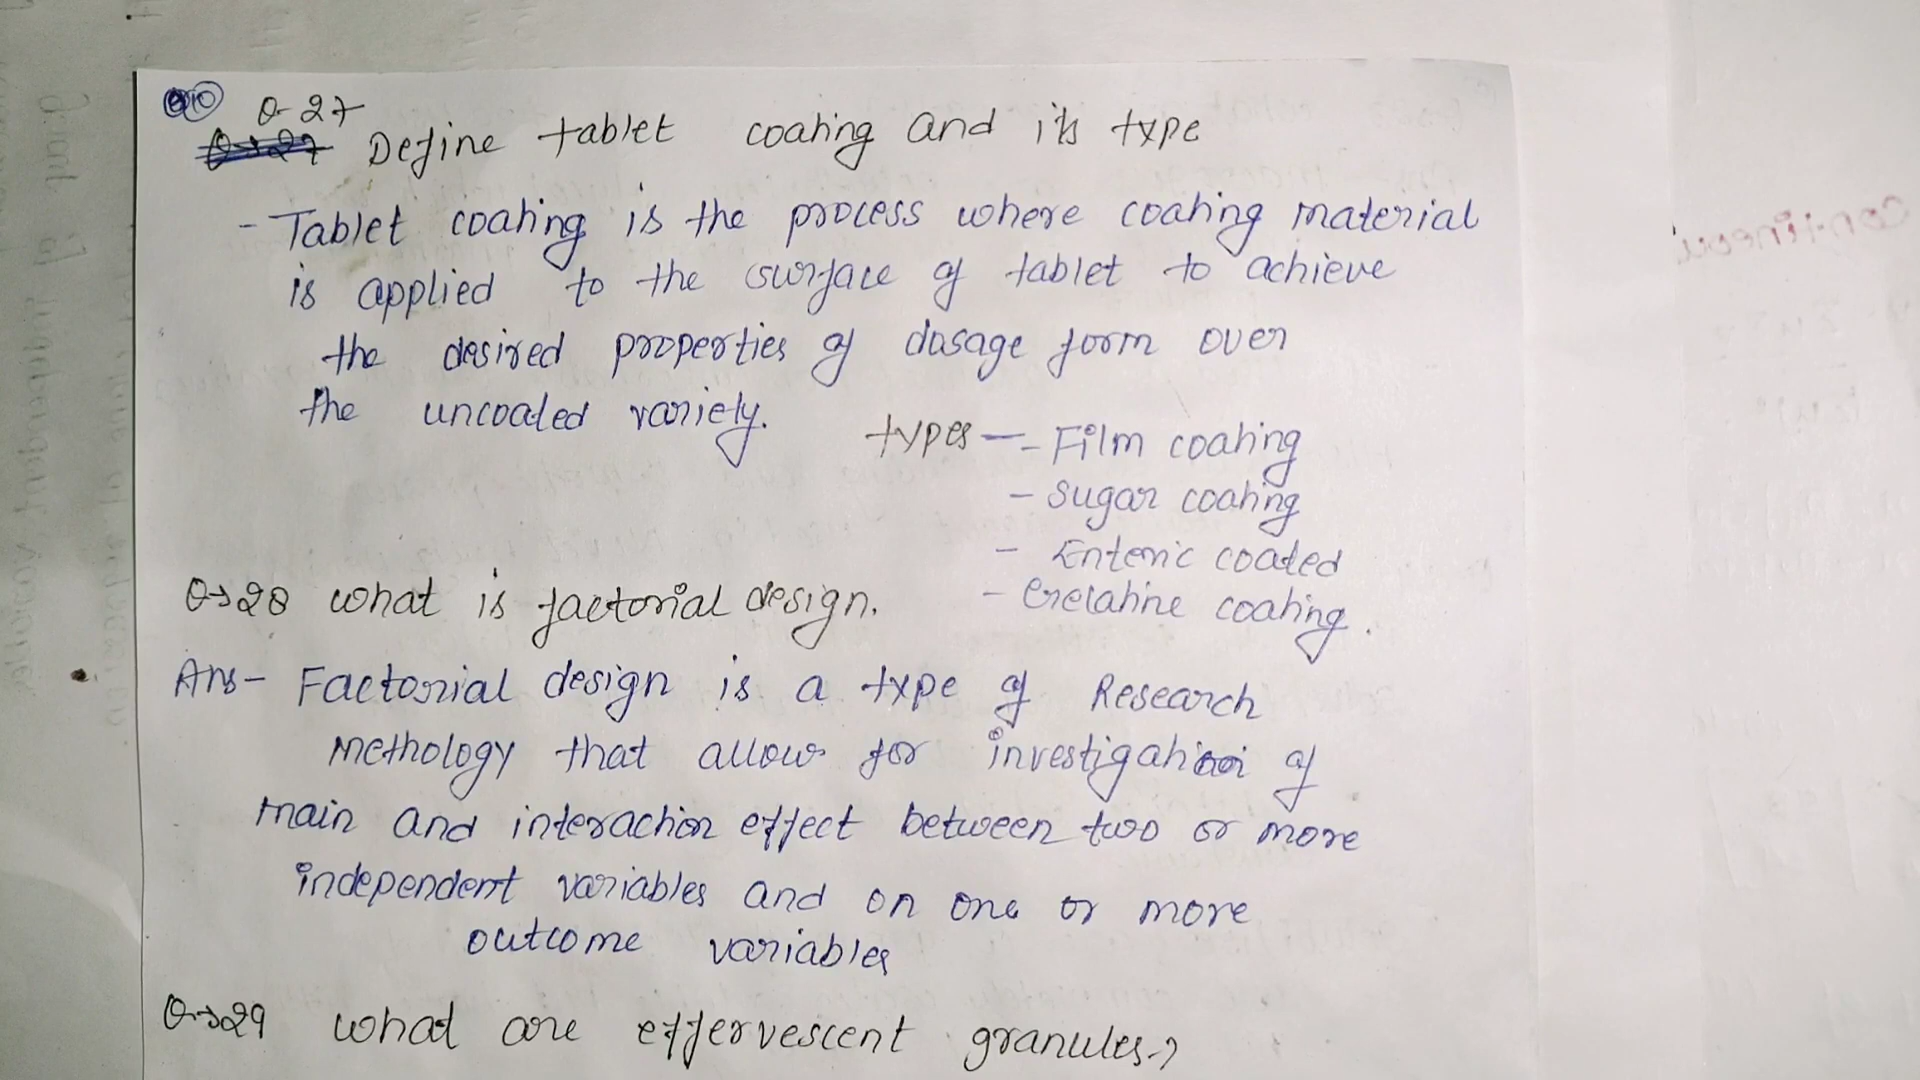 10
Q-27
Q→27 Define tablet coating and its type
- Tablet coating is the process where coating material
is applied to the surface of tablet to achieve
the desired properties of dosage form over
the uncoated variety.
types - - Film coating
- sugar coating
- Enteric coated
- Gelatine coating.
Q→28 what is factorial design.
Ans- Factorial design is a type of Research
methology that allow for investigation of
main and interaction effect between two or more
independent variables and on one or more
outcome variables
Q→29 what are effervescent granules.?